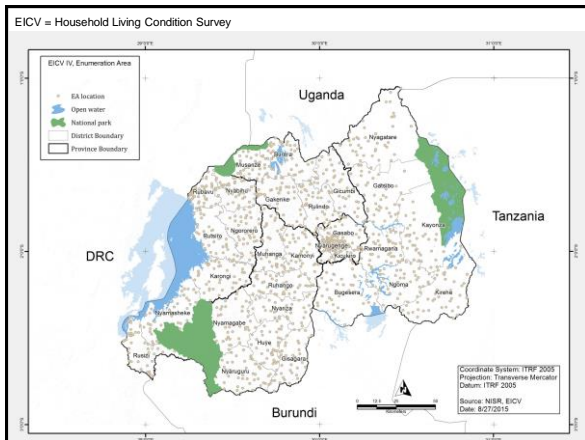 EICV = Household Living Condition Survey
EICV IV, Enumeration Area
EA location
Open water
National park
District Boundary
Province Boundary
Uganda
Tanzania
DRC
Burundi
Nyagatare
Musanze
Gicumbi
Gatsibo
Rubavu
Nyabihu
Gakenke
Rulindo
Kayonza
Gasabo
Nyarugenge
Kicukiro
Rwamagana
Ngororero
Rutsiro
Muhanga
Kamonyi
Karongi
Ruhango
Bugesera
Ngoma
Kirehe
Nyanza
Nyamasheke
Nyamagabe
Huye
Gisagara
Rusizi
Nyaruguru
Coordinate System: ITRF 2005
Projection: Transverse Mercator
Datum: ITRF 2005
Source: NISR, EICV
Date: 8/27/2015